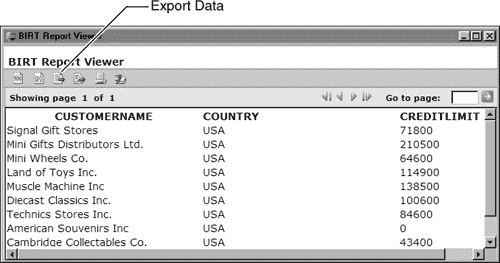 Export Data
BIRT Report Viewer
BIRT Report Viewer
Showing page 1 of 1 Go to page:
CUSTOMERNAME COUNTRY CREDITLIMIT
Signal Gift Stores USA 71800
Mini Gifts Distributors Ltd. USA 210500
Mini Wheels Co. USA 64600
Land of Toys Inc. USA 114900
Muscle Machine Inc USA 138500
Diecast Classics Inc. USA 100600
Technics Stores Inc. USA 84600
American Souvenirs Inc USA 0
Cambridge Collectables Co. USA 43400